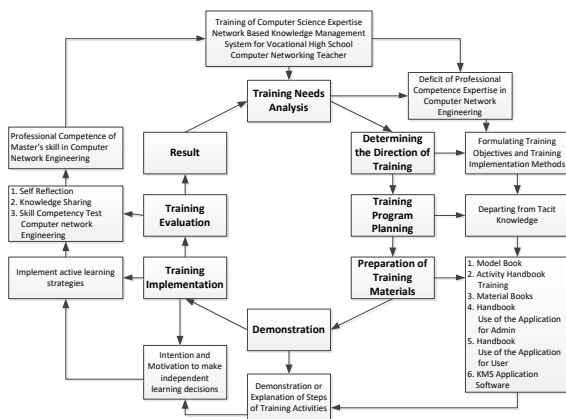 Training of Computer Science Expertise
Network Based Knowledge Management
System for Vocational High School
Computer Networking Teacher
Training Needs
Analysis
Deficit of Professional
Competence Expertise in
Computer Network
Engineering
Professional Competence of
Master's skill in Computer
Network Engineering
Result
Determining
the Direction of
Training
Formulating Training
Objectives and Training
Implementation Methods
1. Self Reflection
2. Knowledge Sharing
3. Skill Competency Test
Computer network
Engineering
Training
Evaluation
Training
Program
Planning
Departing from Tacit
Knowledge
Implement active learning
strategies
Training
Implementation
Preparation of
Training
Materials
1. Model Book
2. Activity Handbook
Training
3. Material Books
4. Handbook
Use of the Application
for Admin
5. Handbook
Use of the Application
for User
6. KMS Application
Software
Demonstration
Intention and
Motivation to make
independent
learning decisions
Demonstration or
Explanation of Steps
of Training Activities